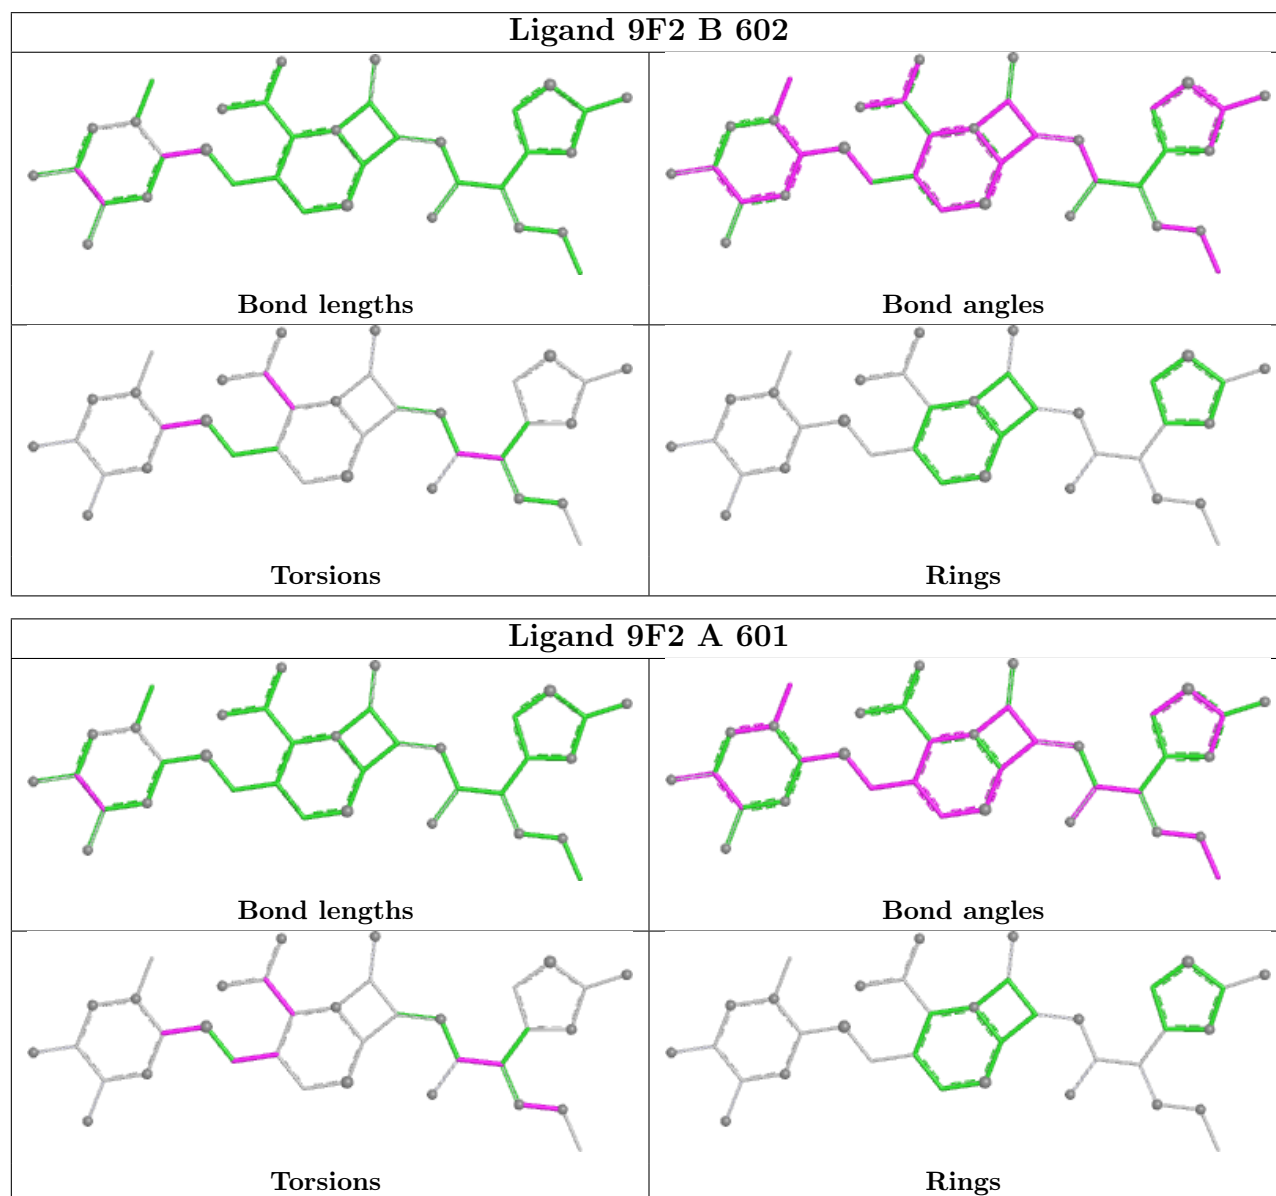 Ligand 9F2 B 602
Bond lengths
Bond angles
Torsions
Rings
Ligand 9F2 A 601
Bond lengths
Bond angles
Torsions
Rings